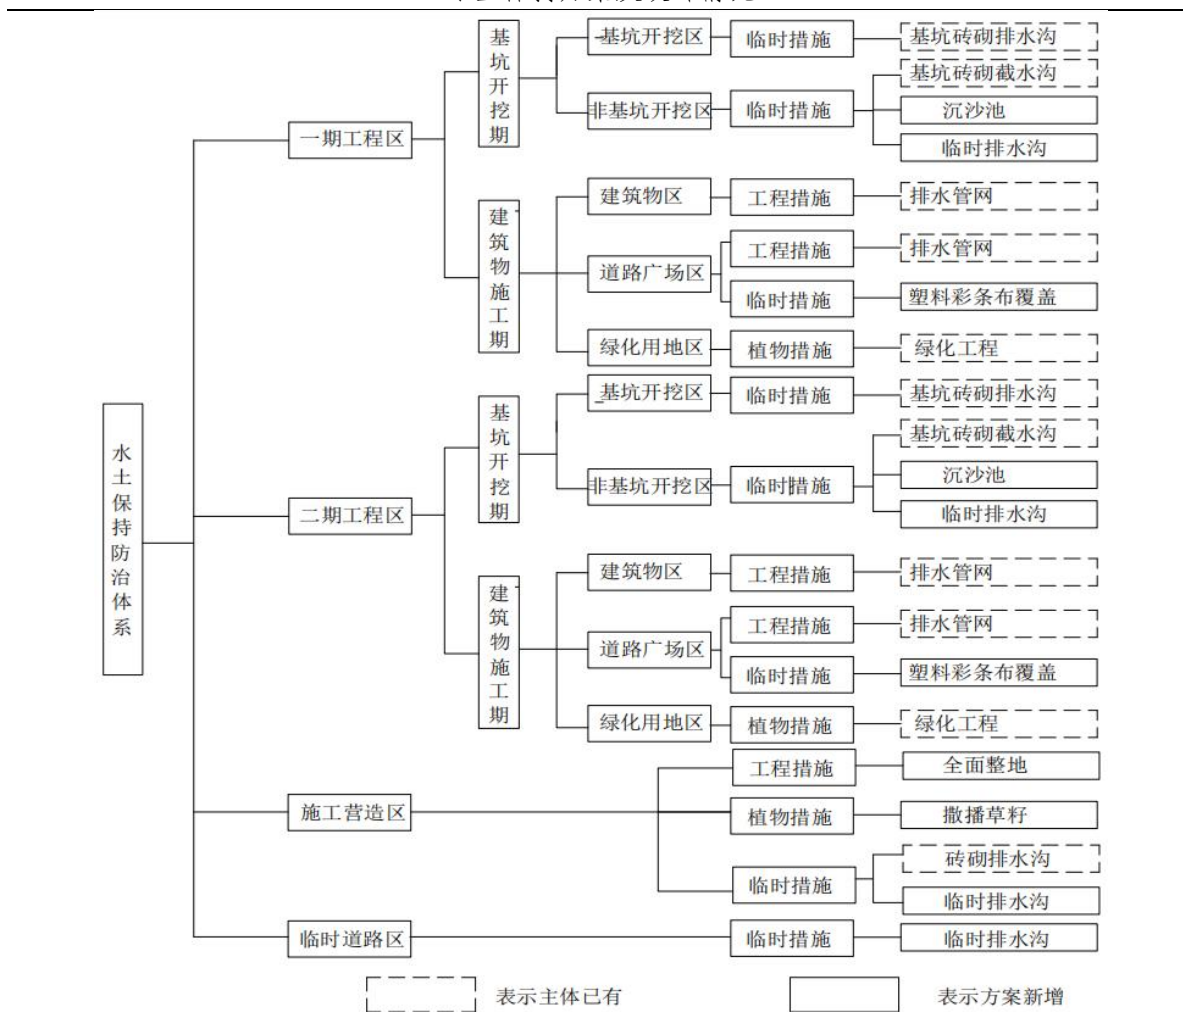 水土保持防治体系
一期工程区
基坑开挖期
基坑开挖区
临时措施
基坑砖砌排水沟
非基坑开挖区
临时措施
基坑砖砌截水沟
沉沙池
临时排水沟
建筑物施工期
建筑物区
工程措施
排水管网
道路广场区
工程措施
排水管网
临时措施
塑料彩条布覆盖
绿化用地区
植物措施
绿化工程
二期工程区
基坑开挖期
基坑开挖区
临时措施
基坑砖砌排水沟
非基坑开挖区
临时措施
基坑砖砌截水沟
沉沙池
临时排水沟
建筑物施工期
建筑物区
工程措施
排水管网
道路广场区
工程措施
排水管网
临时措施
塑料彩条布覆盖
绿化用地区
植物措施
绿化工程
施工营造区
工程措施
全面整地
植物措施
撒播草籽
临时措施
砖砌排水沟
临时排水沟
临时道路区
临时措施
临时排水沟
表示主体已有
表示方案新增